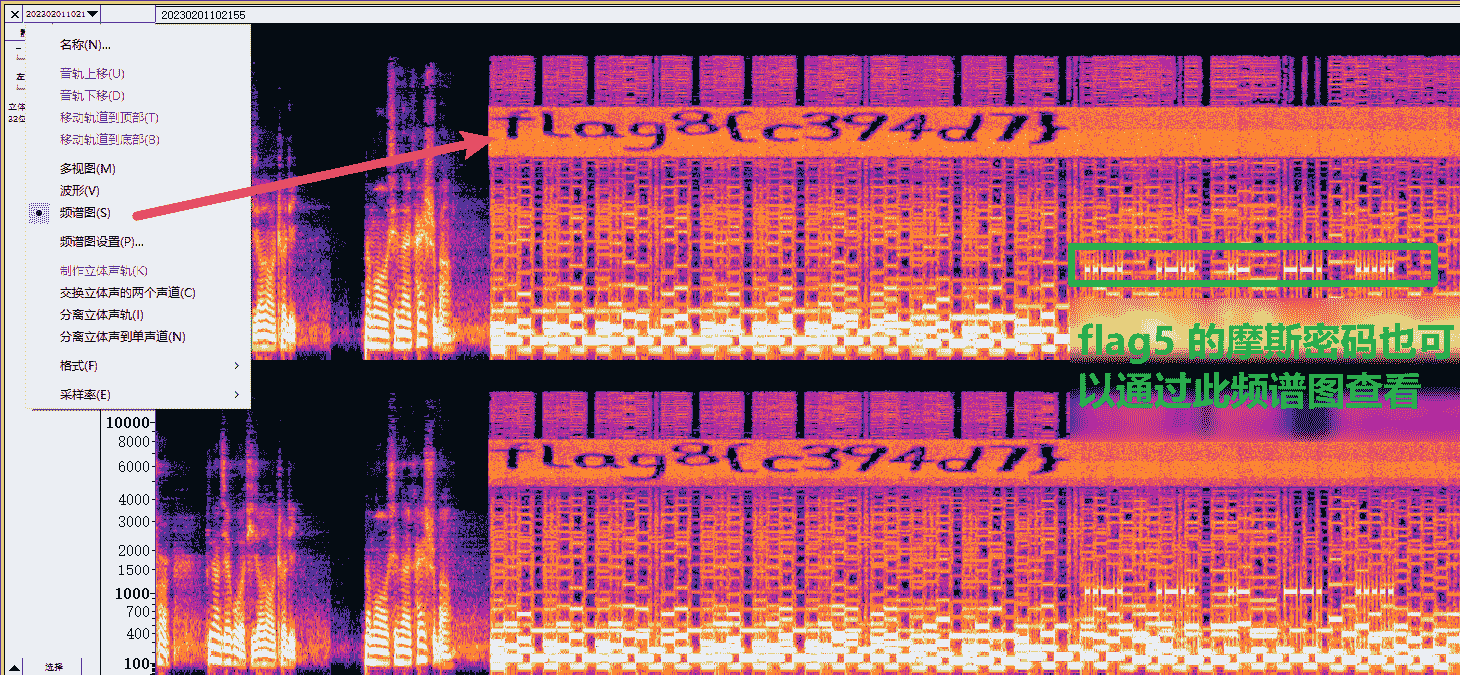 20230201102155
名称(N)...
音轨上移(U)
音轨下移(D)
移动轨道到顶部(T)
移动轨道到底部(B)
多视图(M)
波形(V)
频谱图(S)
频谱图设置(P)...
制作立体声轨(K)
交换立体声的两个声道(C)
分离立体声轨(I)
分离立体声到单声道(N)
格式(F)
采样率(E)
flag8{c394d7}
flag5 的摩斯密码也可
以通过此频谱图查看
flag8{c394d7}
10000
8000
6000
4000
3000
2000
1500
1000
700
400
100
选择